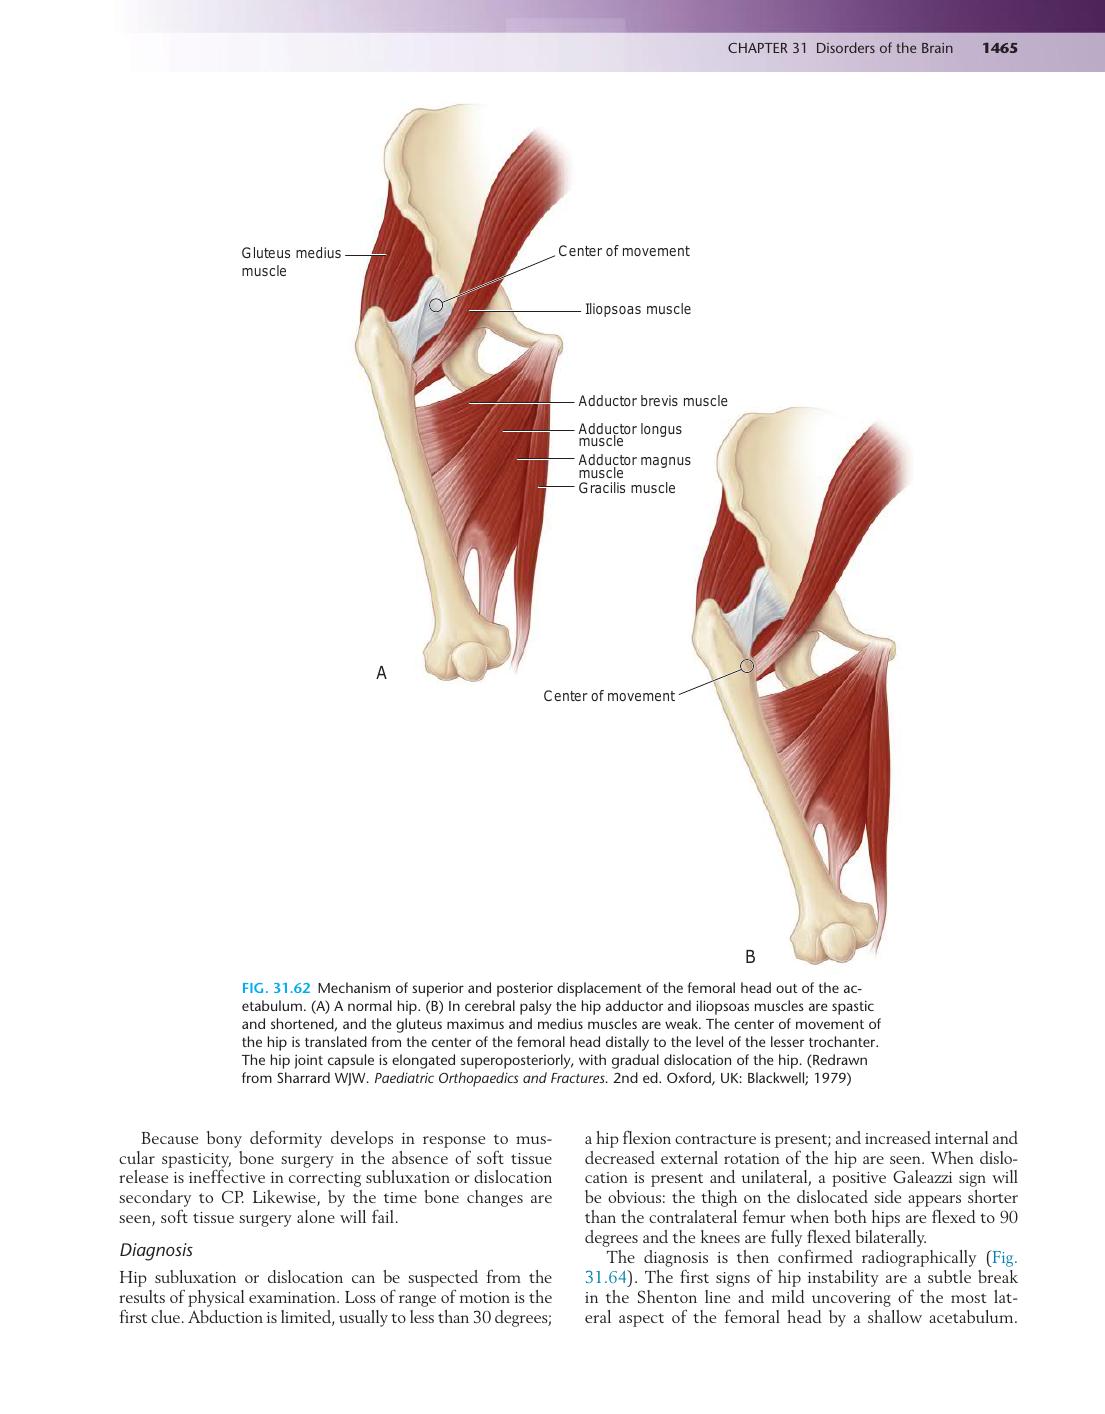 CHAPTER 31 Disorders of the Brain 1465
Gluteus medius
muscle
Center of movement
Iliopsoas muscle
Adductor brevis muscle
Adductor longus
muscle
Adductor magnus
muscle
Gracilis muscle
A
Center of movement
B
FIG. 31.62 Mechanism of superior and posterior displacement of the femoral head out of the ac-
etabulum. (A) A normal hip. (B) In cerebral palsy the hip adductor and iliopsoas muscles are spastic
and shortened, and the gluteus maximus and medius muscles are weak. The center of movement of
the hip is translated from the center of the femoral head distally to the level of the lesser trochanter.
The hip joint capsule is elongated superoposteriorly, with gradual dislocation of the hip. (Redrawn
from Sharrard WJW. Paediatric Orthopaedics and Fractures. 2nd ed. Oxford, UK: Blackwell; 1979)
Because bony deformity develops in response to mus-
cular spasticity, bone surgery in the absence of soft tissue
release is ineffective in correcting subluxation or dislocation
secondary to CP. Likewise, by the time bone changes are
seen, soft tissue surgery alone will fail.
Diagnosis
Hip subluxation or dislocation can be suspected from the
results of physical examination. Loss of range of motion is the
first clue. Abduction is limited, usually to less than 30 degrees;
a hip flexion contracture is present; and increased internal and
decreased external rotation of the hip are seen. When dislo-
cation is present and unilateral, a positive Galeazzi sign will
be obvious: the thigh on the dislocated side appears shorter
than the contralateral femur when both hips are flexed to 90
degrees and the knees are fully flexed bilaterally.
The diagnosis is then confirmed radiographically (Fig.
31.64). The first signs of hip instability are a subtle break
in the Shenton line and mild uncovering of the most lat-
eral aspect of the femoral head by a shallow acetabulum.